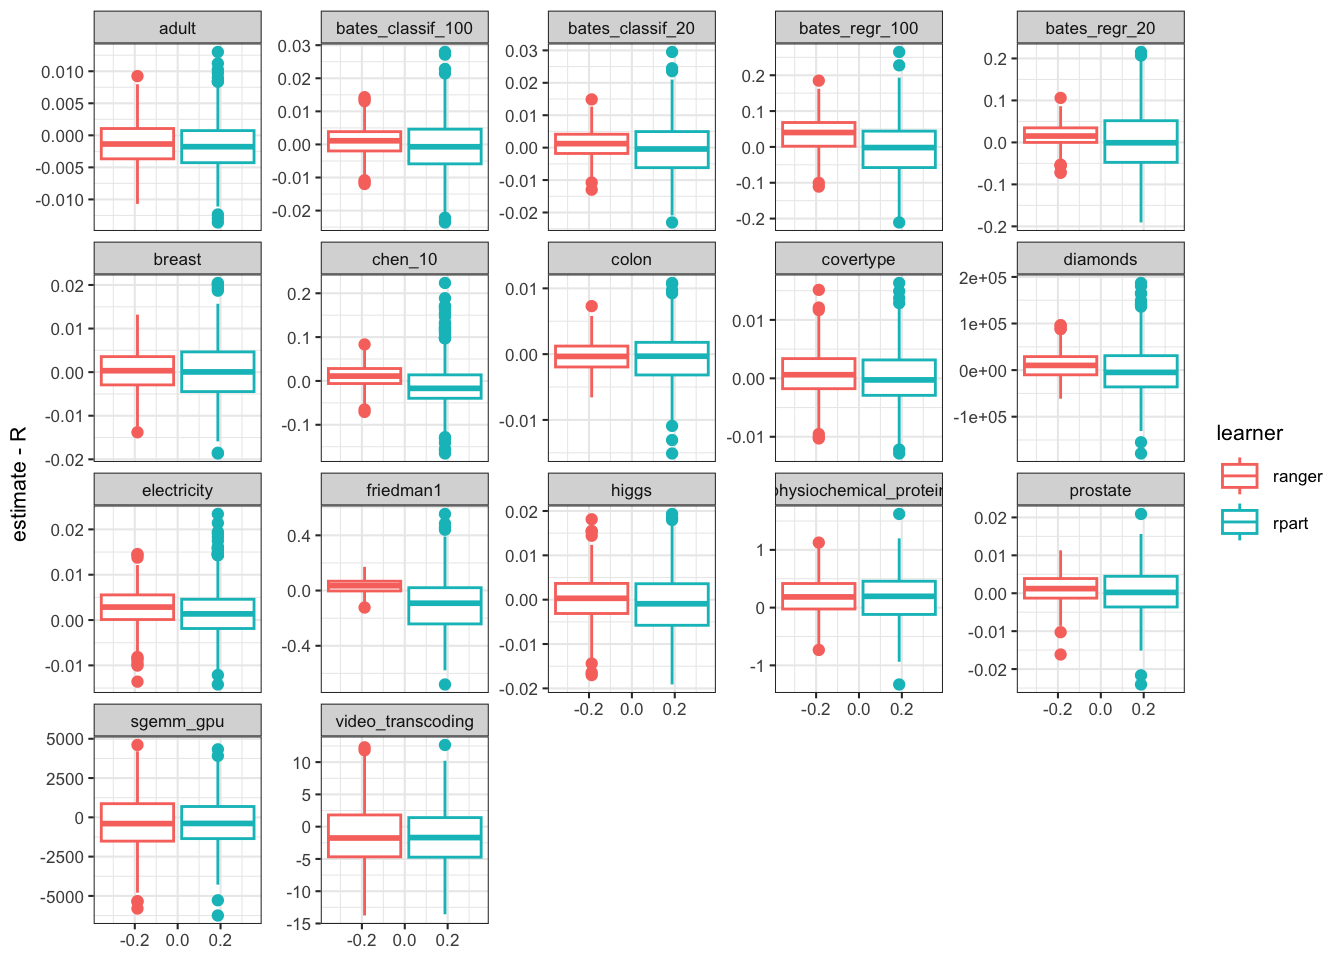 adult
bates_classif_100
bates_classif_20
bates_regr_100
bates_regr_20
0.010
0.005
0.000
-0.005
-0.010
0.03
0.02
0.01
0.00
-0.01
-0.02
0.03
0.02
0.01
0.00
-0.01
-0.02
0.2
0.1
0.0
-0.1
-0.2
0.2
0.1
0.0
-0.1
-0.2
breast
chen_10
colon
covertype
diamonds
0.02
0.01
0.00
-0.01
-0.02
0.2
0.1
0.0
-0.1
0.01
0.00
-0.01
0.01
0.00
-0.01
2e+05
1e+05
0e+00
-1e+05
electricity
friedman1
higgs
physiochemical_protein
prostate
0.02
0.01
0.00
-0.01
0.4
0.0
-0.4
0.02
0.01
0.00
-0.01
-0.02
1
0
-1
0.02
0.01
0.00
-0.01
-0.02
-0.2 0.0 0.2
-0.2 0.0 0.2
-0.2 0.0 0.2
sgemm_gpu
video_transcoding
5000
2500
0
-2500
-5000
10
5
0
-5
-10
-15
-0.2 0.0 0.2
-0.2 0.0 0.2
estimate - R
learner
ranger
rpart